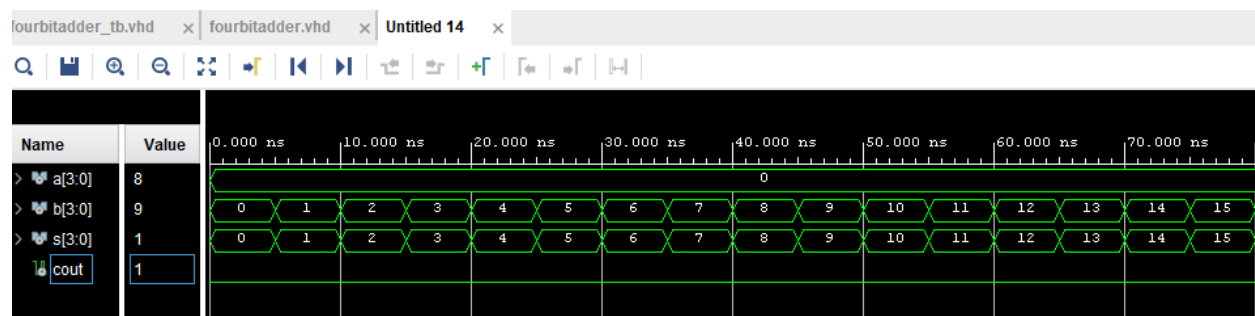 fourbitadder_tb.vhd × fourbitadder.vhd × Untitled 14 ×
Name Value 0.000 ns 10.000 ns 20.000 ns 30.000 ns 40.000 ns 50.000 ns 60.000 ns 70.000 ns
> a[3:0] 8 0
> b[3:0] 9 0 1 2 3 4 5 6 7 8 9 10 11 12 13 14 15
> s[3:0] 1 0 1 2 3 4 5 6 7 8 9 10 11 12 13 14 15
cout 1